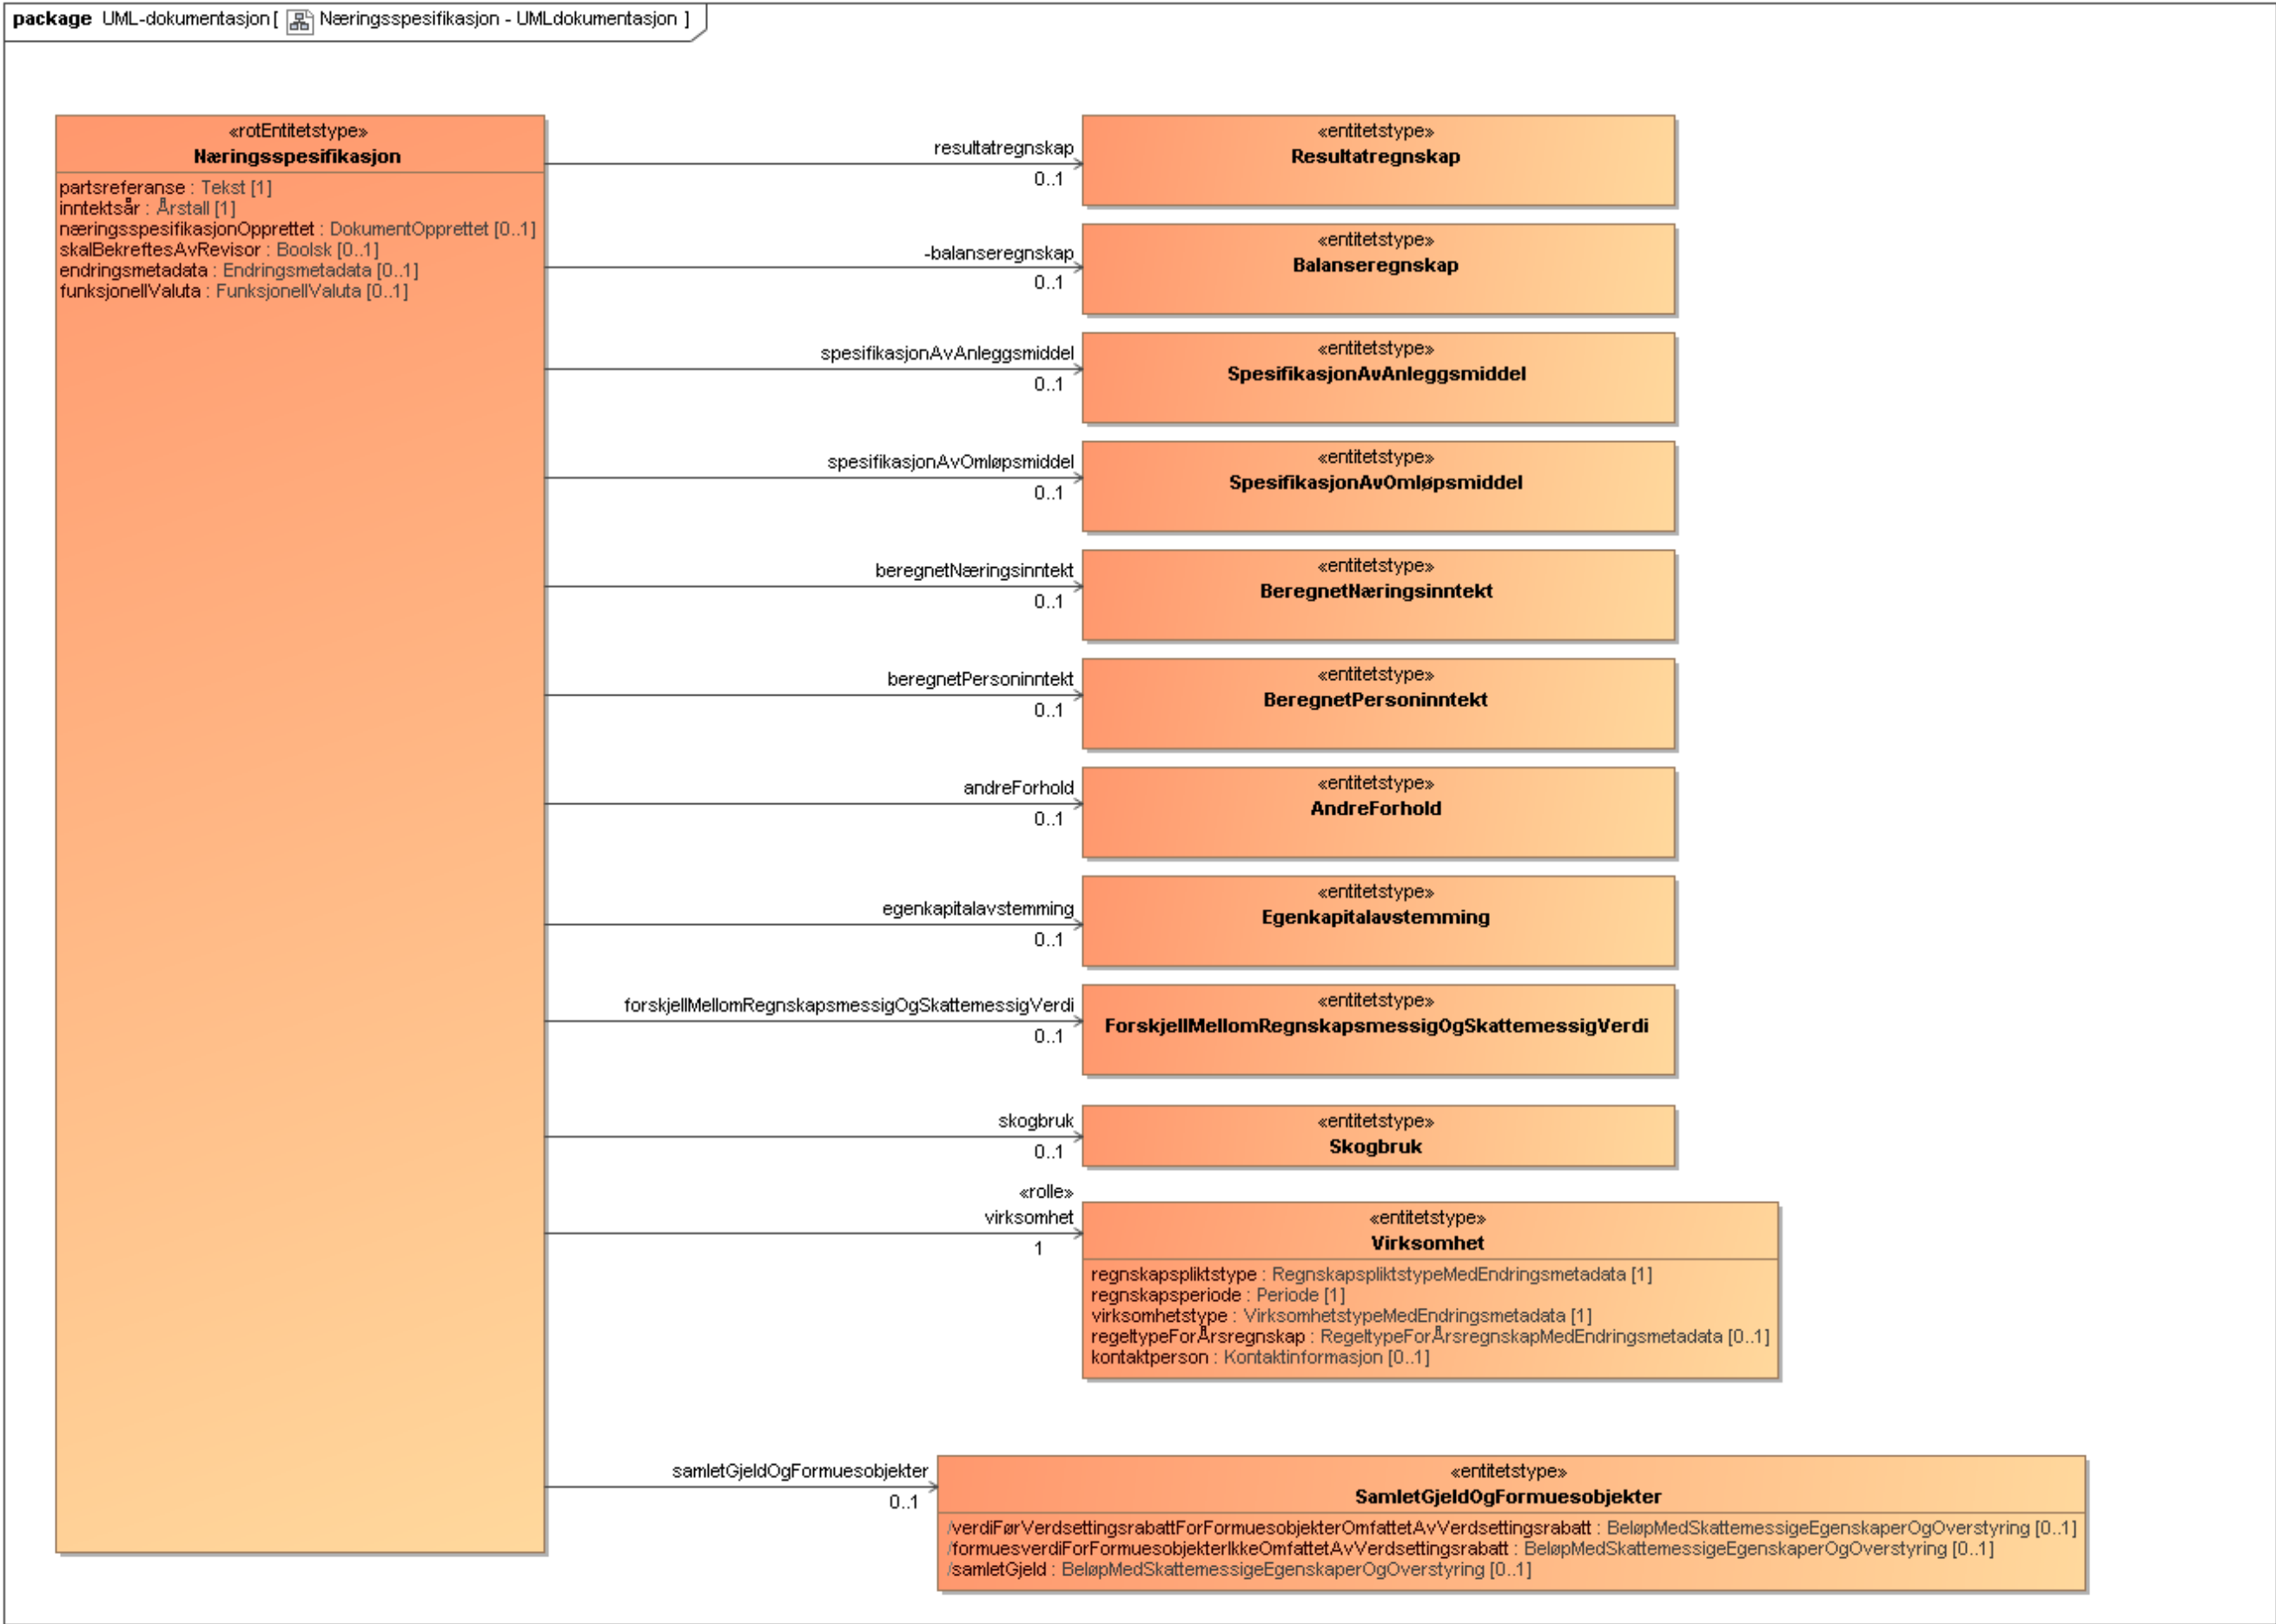 package UML-dokumentasjon [ Næringsspesifikasjon - UMLdokumentasjon ]
«rotEntitetstype»
Næringsspesifikasjon
partsreferanse : Tekst [1]
inntektsår : Årstall [1]
næringsspesifikasjonOpprettet : DokumentOpprettet [0..1]
skalBekreftesAvRevisor : Boolsk [0..1]
endringsmetadata : Endringsmetadata [0..1]
funksjonellValuta : FunksjonellValuta [0..1]
resultatregnskap
0..1
«entitetstype»
Resultatregnskap
-balanseregnskap
0..1
«entitetstype»
Balanseregnskap
spesifikasjonAvAnleggsmiddel
0..1
«entitetstype»
SpesifikasjonAvAnleggsmiddel
spesifikasjonAvOmløpsmiddel
0..1
«entitetstype»
SpesifikasjonAvOmløpsmiddel
beregnetNæringsinntekt
0..1
«entitetstype»
BeregnetNæringsinntekt
beregnetPersoninntekt
0..1
«entitetstype»
BeregnetPersoninntekt
andreForhold
0..1
«entitetstype»
AndreForhold
egenkapitalavstemming
0..1
«entitetstype»
Egenkapitalavstemming
forskjellMellomRegnskapsmessigOgSkattemessigVerdi
0..1
«entitetstype»
ForskjellMellomRegnskapsmessigOgSkattemessigVerdi
skogbruk
0..1
«entitetstype»
Skogbruk
«rolle»
virksomhet
1
«entitetstype»
Virksomhet
regnskapspliktstype : RegnskapspliktstypeMedEndringsmetadata [1]
regnskapsperiode : Periode [1]
virksomhetstype : VirksomhetstypeMedEndringsmetadata [1]
regeltypeForÅrsregnskap : RegeltypeForÅrsregnskapMedEndringsmetadata [0..1]
kontaktperson : Kontaktinformasjon [0..1]
samletGjeldOgFormuesobjekter
0..1
«entitetstype»
SamletGjeldOgFormuesobjekter
/verdiFørVerdsettingsrabattForFormuesobjekterOmfattetAvVerdsettingsrabatt : BeløpMedSkattemessigeEgenskaperOgOverstyring [0..1]
/formuesverdiForFormuesobjekterIkkeOmfattetAvVerdsettingsrabatt : BeløpMedSkattemessigeEgenskaperOgOverstyring [0..1]
/samletGjeld : BeløpMedSkattemessigeEgenskaperOgOverstyring [0..1]